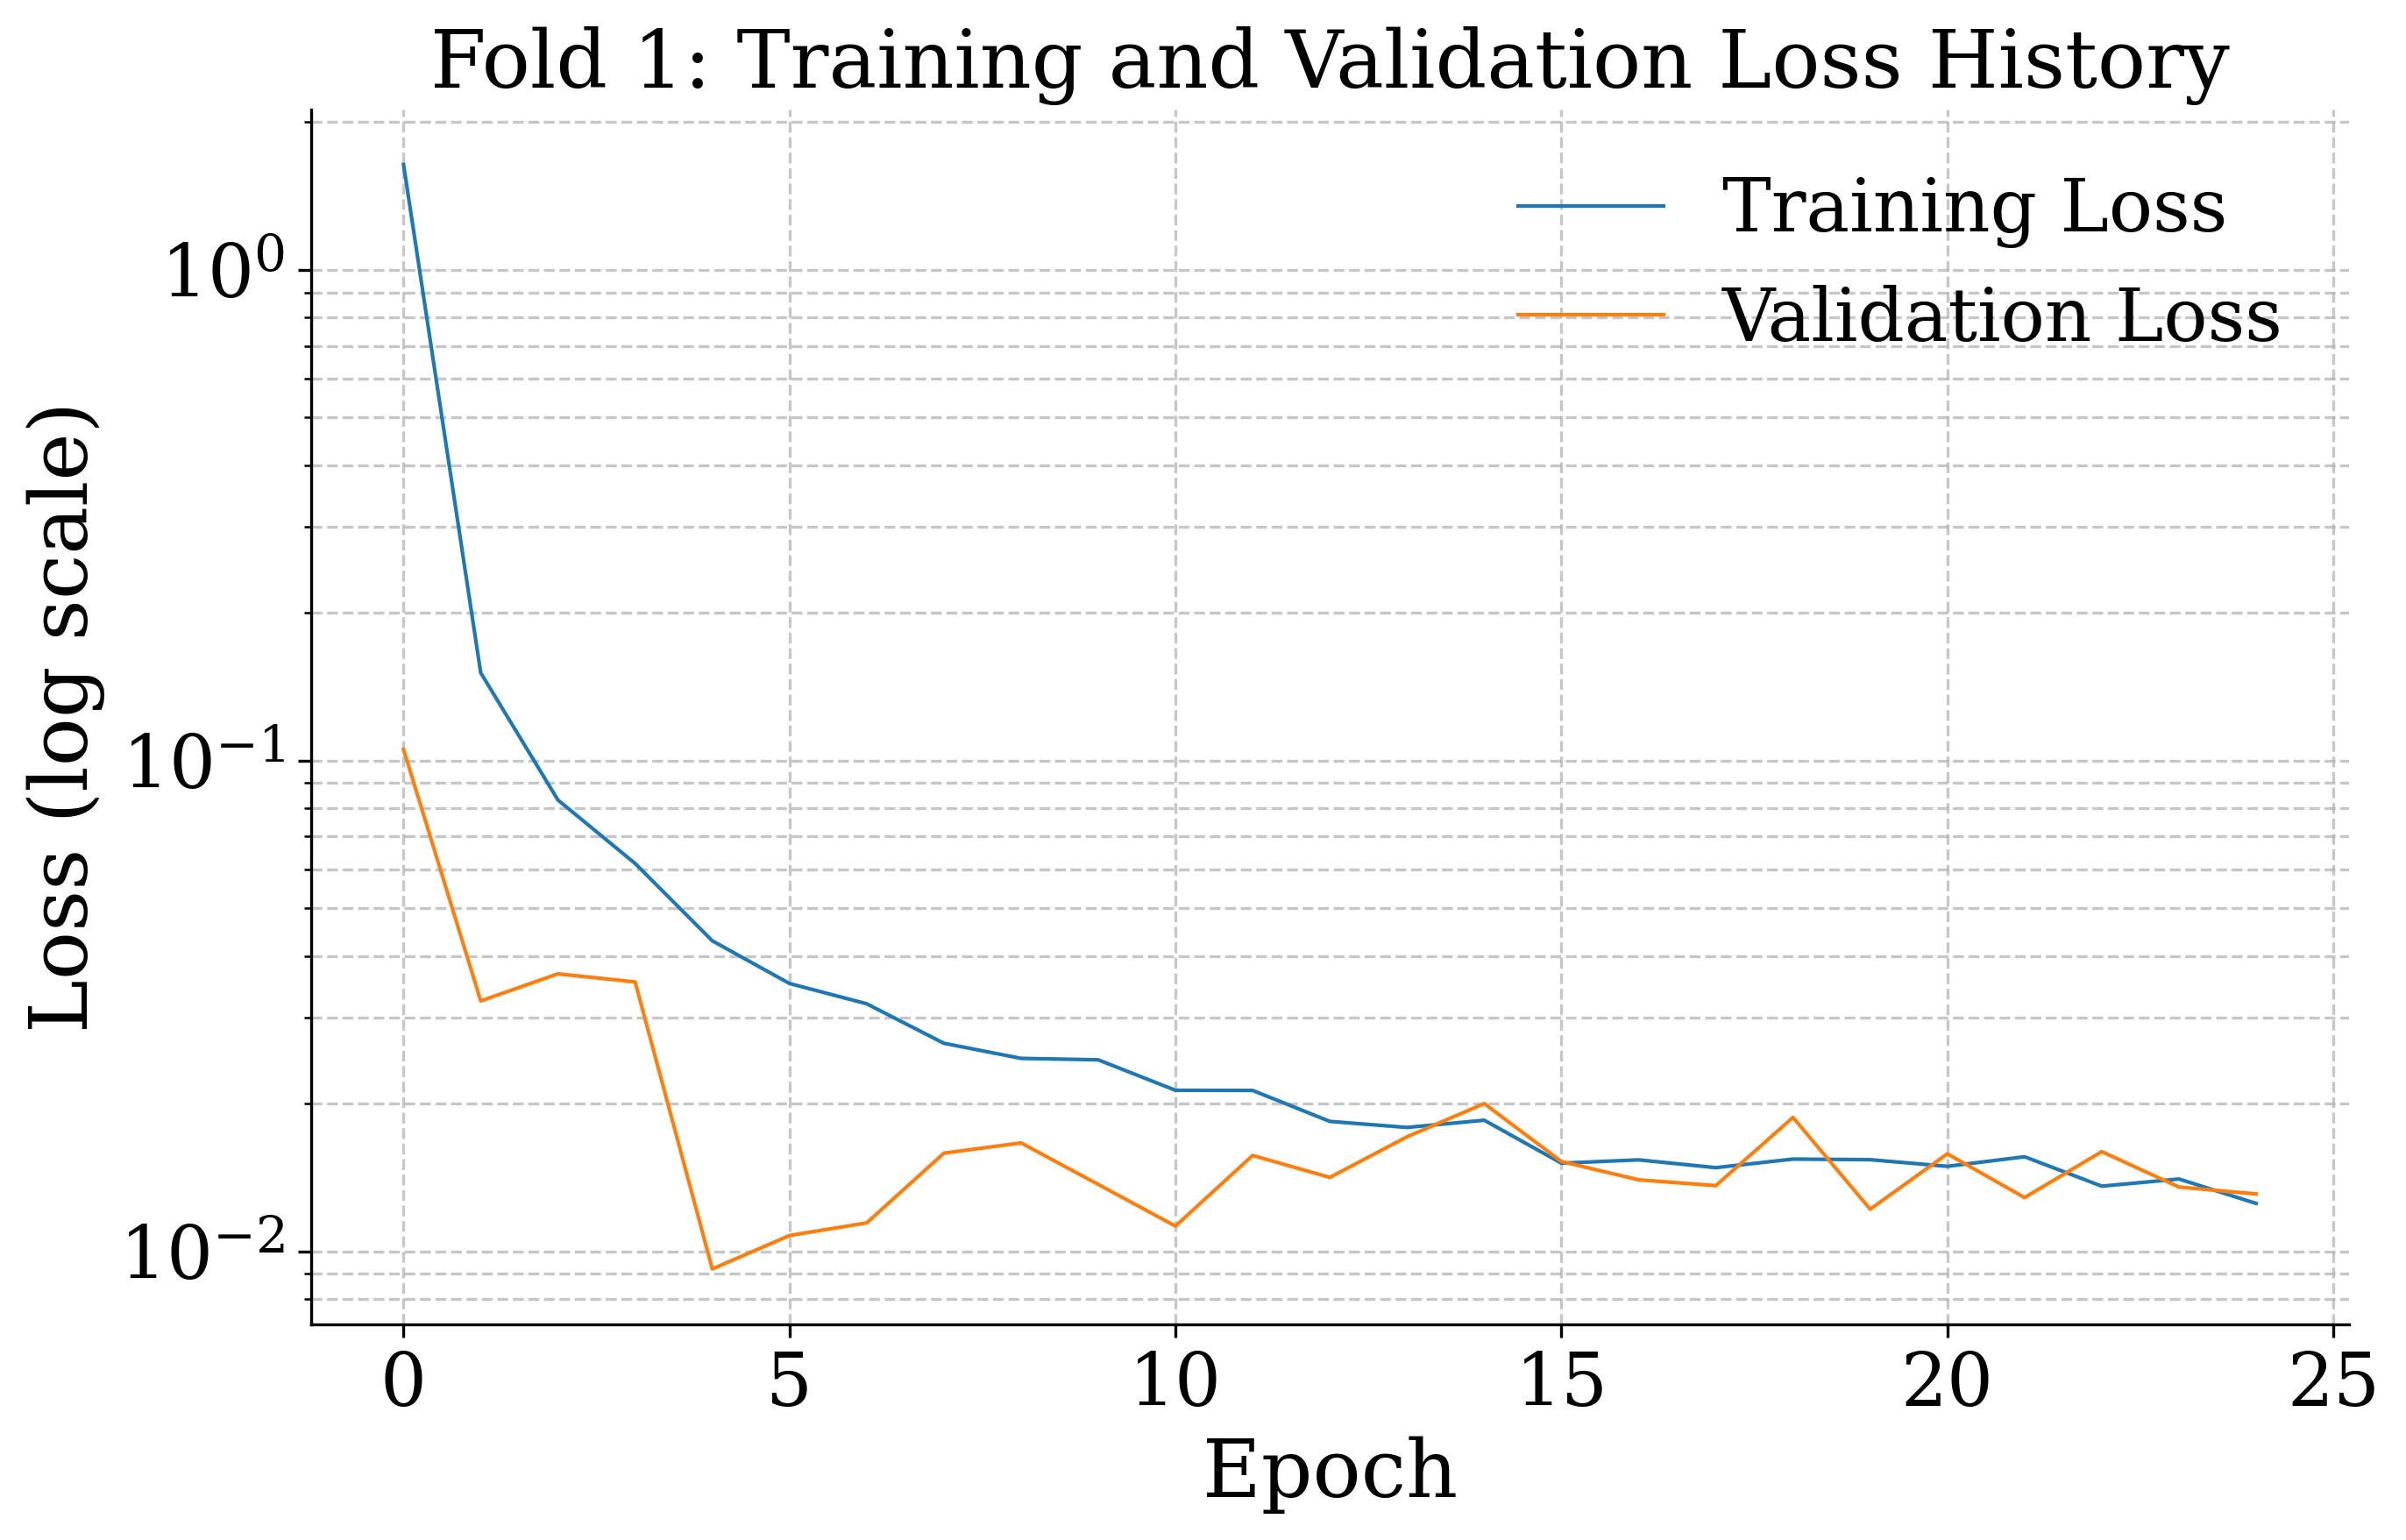 Fold 1: Training and Validation Loss History
Training Loss
Validation Loss
Loss (log scale)
10⁰
10⁻¹
10⁻²
0 5 10 15 20 25
Epoch